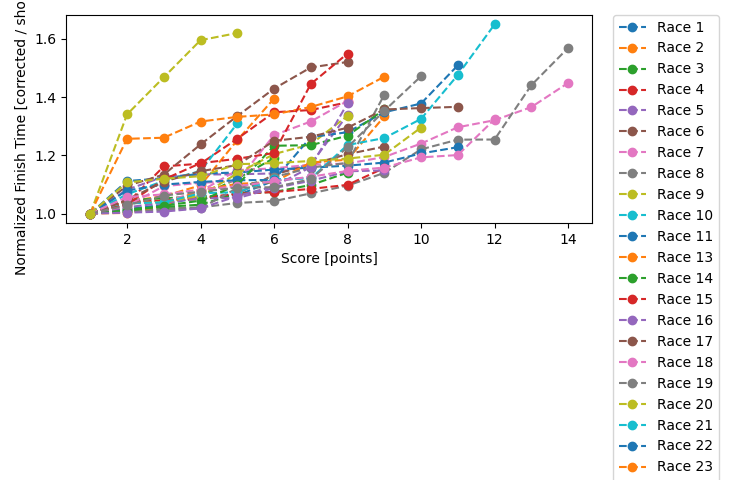 Normalized Finish Time [corrected / sho
1.6
1.4
1.2
1.0
2
4
6
8
10
12
14
Score [points]
Race 1
Race 2
Race 3
Race 4
Race 5
Race 6
Race 7
Race 8
Race 9
Race 10
Race 11
Race 13
Race 14
Race 15
Race 16
Race 17
Race 18
Race 19
Race 20
Race 21
Race 22
Race 23